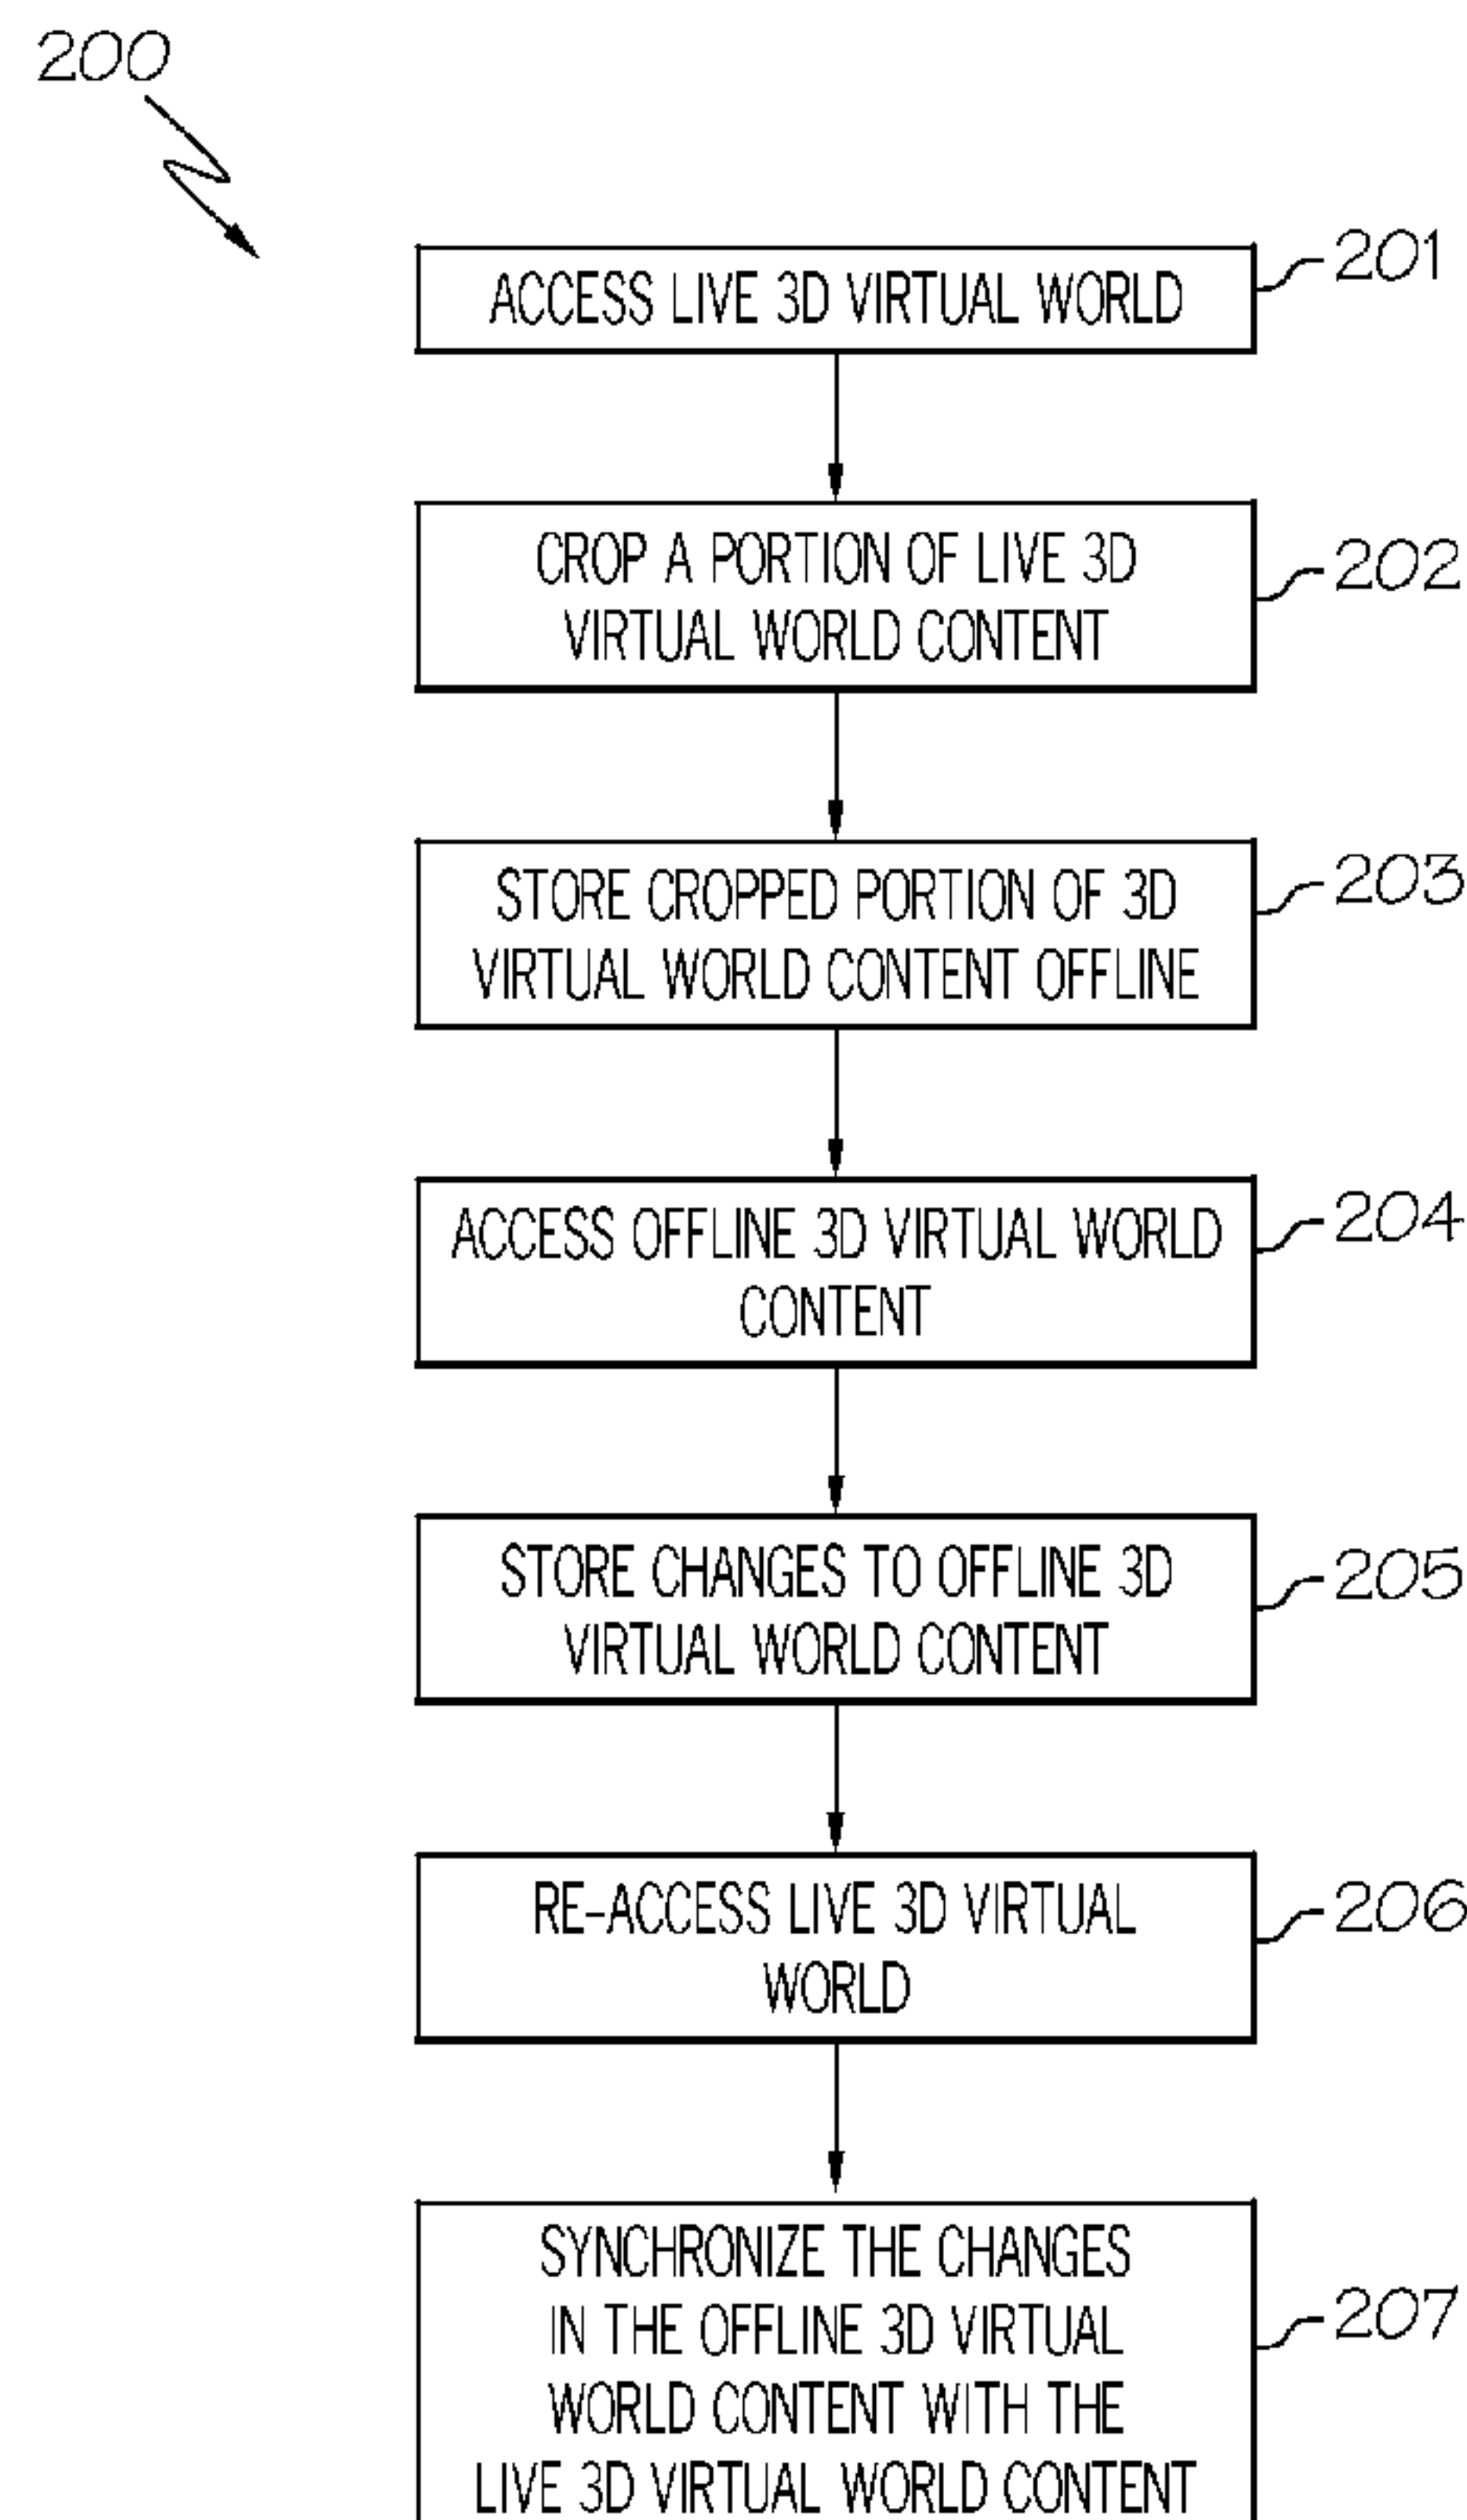 200
ACCESS LIVE 3D VIRTUAL WORLD
201
CROP A PORTION OF LIVE 3D
VIRTUAL WORLD CONTENT
202
STORE CROPPED PORTION OF 3D
VIRTUAL WORLD CONTENT OFFLINE
203
ACCESS OFFLINE 3D VIRTUAL WORLD
CONTENT
204
STORE CHANGES TO OFFLINE 3D
VIRTUAL WORLD CONTENT
205
RE-ACCESS LIVE 3D VIRTUAL
WORLD
206
SYNCHRONIZE THE CHANGES
IN THE OFFLINE 3D VIRTUAL
WORLD CONTENT WITH THE
LIVE 3D VIRTUAL WORLD CONTENT
207